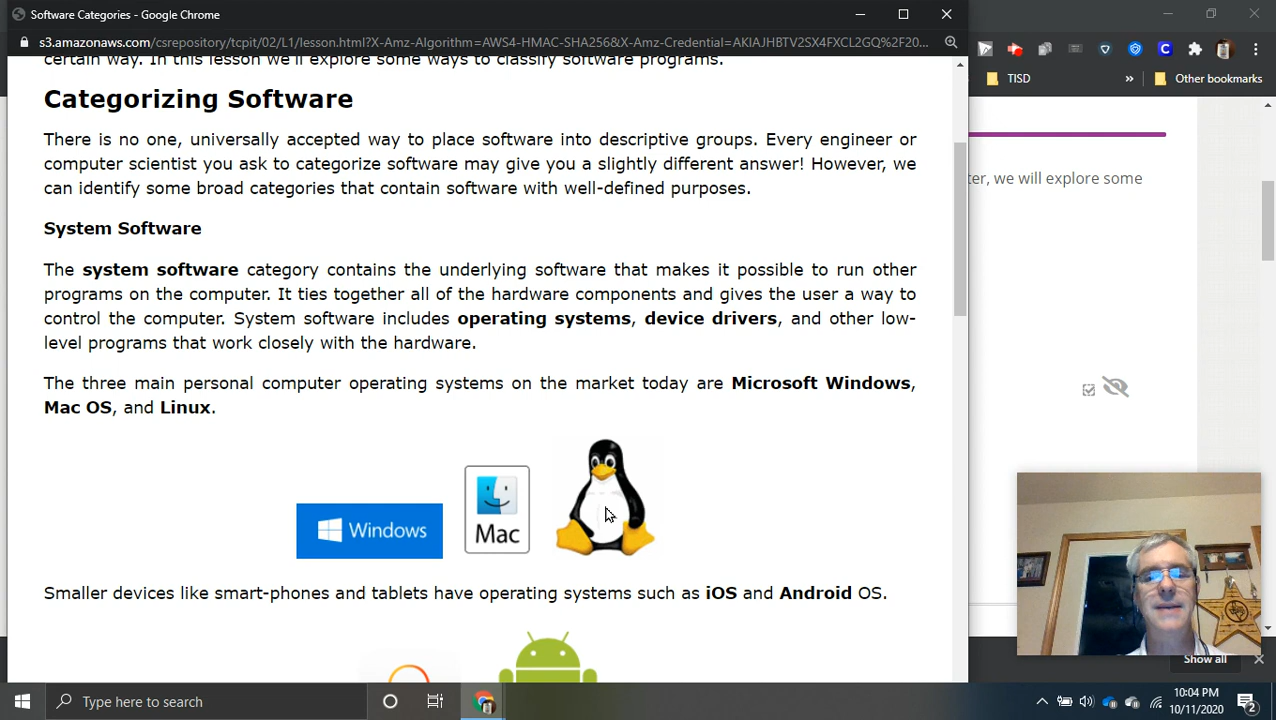 Software Categories - Google Chrome
s3.amazonaws.com/csrepository/tcpit/02/L1/lesson.html?X-Amz-Algorithm=AWS4-HMAC-SHA256&X-Amz-Credential=AKIAJHBTV2SX4FXCL2GQ%2F20...
TISD
»
Other bookmarks
certain way. In this lesson we'll explore some ways to classify software programs.
Categorizing Software
There is no one, universally accepted way to place software into descriptive groups. Every engineer or
computer scientist you ask to categorize software may give you a slightly different answer! However, we
can identify some broad categories that contain software with well-defined purposes.
ter, we will explore some
System Software
The system software category contains the underlying software that makes it possible to run other
programs on the computer. It ties together all of the hardware components and gives the user a way to
control the computer. System software includes operating systems, device drivers, and other low-
level programs that work closely with the hardware.
The three main personal computer operating systems on the market today are Microsoft Windows,
Mac OS, and Linux.
Windows
Mac
Smaller devices like smart-phones and tablets have operating systems such as iOS and Android OS.
Show all
Type here to search
10:04 PM
10/11/2020
2